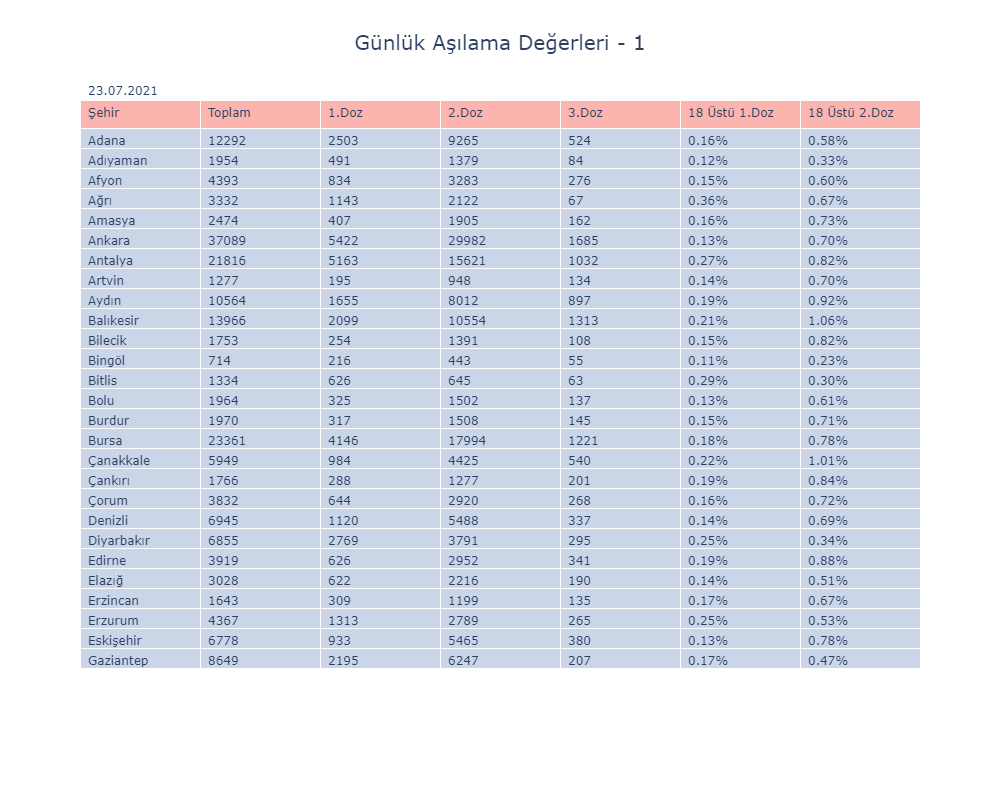 Günlük Aşılama Değerleri - 1
23.07.2021
Şehir Toplam 1.Doz 2.Doz 3.Doz 18 Üstü 1.Doz 18 Üstü 2.Doz
Adana 12292 2503 9265 524 0.16% 0.58%
Adıyaman 1954 491 1379 84 0.12% 0.33%
Afyon 4393 834 3283 276 0.15% 0.60%
Ağrı 3332 1143 2122 67 0.36% 0.67%
Amasya 2474 407 1905 162 0.16% 0.73%
Ankara 37089 5422 29982 1685 0.13% 0.70%
Antalya 21816 5163 15621 1032 0.27% 0.82%
Artvin 1277 195 948 134 0.14% 0.70%
Aydın 10564 1655 8012 897 0.19% 0.92%
Balıkesir 13966 2099 10554 1313 0.21% 1.06%
Bilecik 1753 254 1391 108 0.15% 0.82%
Bingöl 714 216 443 55 0.11% 0.23%
Bitlis 1334 626 645 63 0.29% 0.30%
Bolu 1964 325 1502 137 0.13% 0.61%
Burdur 1970 317 1508 145 0.15% 0.71%
Bursa 23361 4146 17994 1221 0.18% 0.78%
Çanakkale 5949 984 4425 540 0.22% 1.01%
Çankırı 1766 288 1277 201 0.19% 0.84%
Çorum 3832 644 2920 268 0.16% 0.72%
Denizli 6945 1120 5488 337 0.14% 0.69%
Diyarbakır 6855 2769 3791 295 0.25% 0.34%
Edirne 3919 626 2952 341 0.19% 0.88%
Elazığ 3028 622 2216 190 0.14% 0.51%
Erzincan 1643 309 1199 135 0.17% 0.67%
Erzurum 4367 1313 2789 265 0.25% 0.53%
Eskişehir 6778 933 5465 380 0.13% 0.78%
Gaziantep 8649 2195 6247 207 0.17% 0.47%